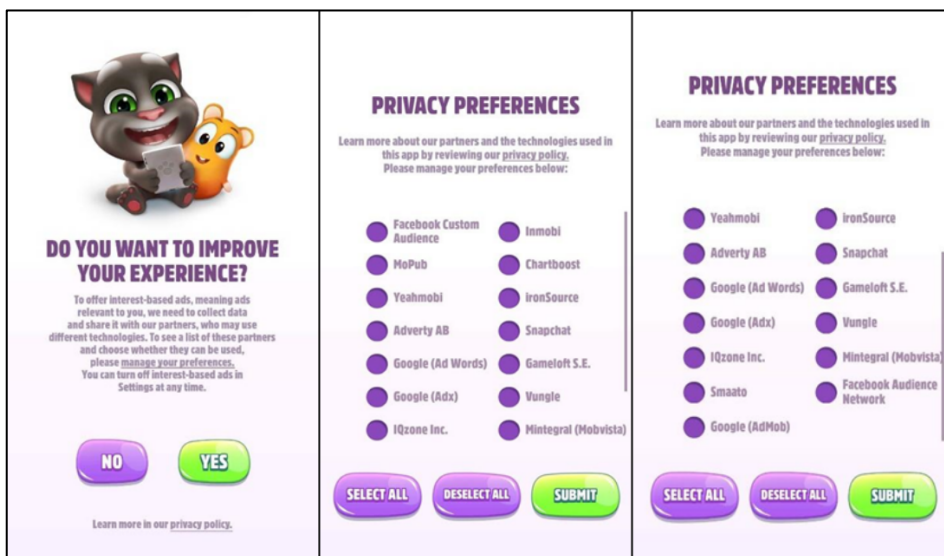 DO YOU WANT TO IMPROVE
YOUR EXPERIENCE?
To offer interest-based ads, meaning ads
relevant to you, we need to collect data
and share it with our partners, who may use
different technologies. To see a list of these partners
and choose whether they can be used,
please manage your preferences.
You can turn off interest-based ads in
Settings at any time.
NO
YES
Learn more in our privacy policy.
PRIVACY PREFERENCES
Learn more about our partners and the technologies used in
this app by reviewing our privacy policy.
Please manage your preferences below:
Facebook Custom
Audience
Inmobi
MoPub
Chartboost
Yeahmobi
ironSource
Adverty AB
Snapchat
Google (Ad Words)
Gameloft S.E.
Google (Adx)
Vungle
IQzone Inc.
Mintegral (Mobvista)
SELECT ALL
DESELECT ALL
SUBMIT
PRIVACY PREFERENCES
Learn more about our partners and the technologies used in
this app by reviewing our privacy policy.
Please manage your preferences below:
Yeahmobi
ironSource
Adverty AB
Snapchat
Google (Ad Words)
Gameloft S.E.
Google (Adx)
Vungle
IQzone Inc.
Mintegral (Mobvista)
Smaato
Facebook Audience
Network
Google (AdMob)
SELECT ALL
DESELECT ALL
SUBMIT